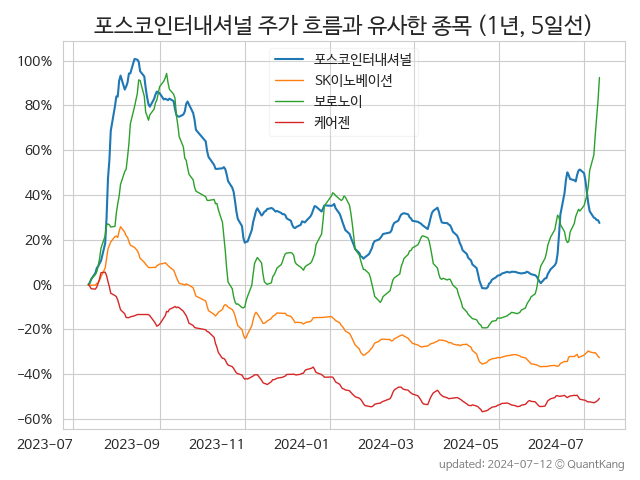 포스코인터내셔널 주가 흐름과 유사한 종목 (1년, 5일선)
포스코인터내셔널
SK이노베이션
보로노이
케어젠
100%
80%
60%
40%
20%
0%
−20%
−40%
−60%
2023-07
2023-09
2023-11
2024-01
2024-03
2024-05
2024-07
updated: 2024-07-12 © QuantKang